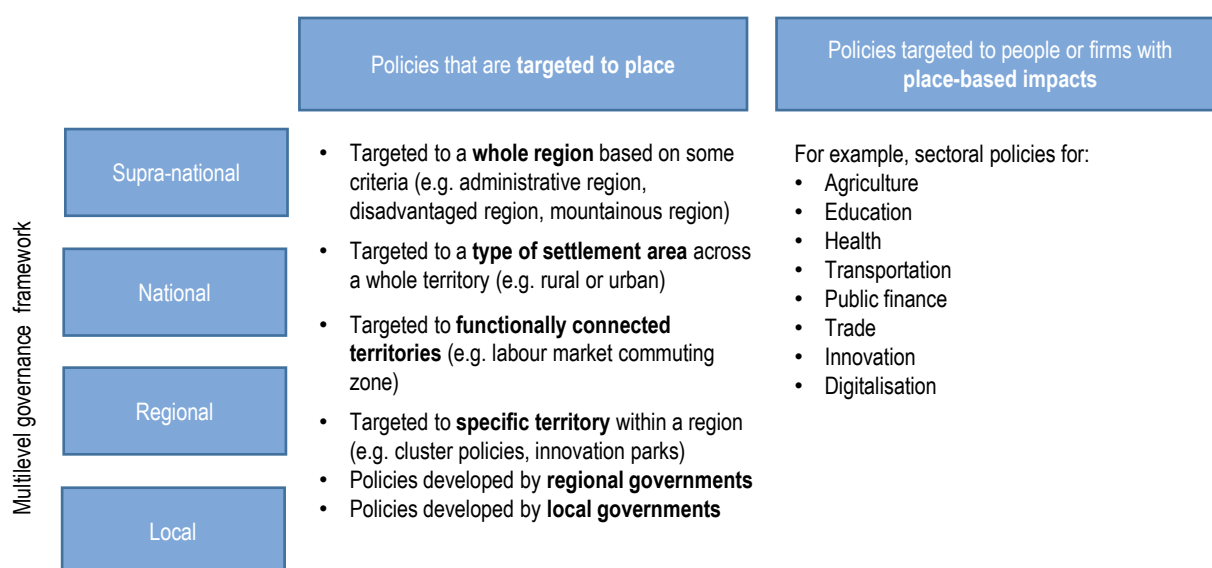 Policies that are targeted to place
Policies targeted to people or firms with
place-based impacts
Multilevel governance framework
Supra-national
National
Regional
Local
• Targeted to a whole region based on some
criteria (e.g. administrative region,
disadvantaged region, mountainous region)
• Targeted to a type of settlement area across
a whole territory (e.g. rural or urban)
• Targeted to functionally connected
territories (e.g. labour market commuting
zone)
• Targeted to specific territory within a region
(e.g. cluster policies, innovation parks)
• Policies developed by regional governments
• Policies developed by local governments
For example, sectoral policies for:
• Agriculture
• Education
• Health
• Transportation
• Public finance
• Trade
• Innovation
• Digitalisation